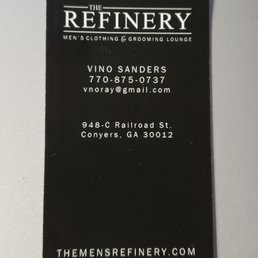 THE
REFINERY
MEN'S CLOTHING & GROOMING LOUNGE
VINO SANDERS
770-875-0737
vnoray@gmail.com
948-C Railroad St.
Conyers, GA 30012
THEMENSREFINERY.COM